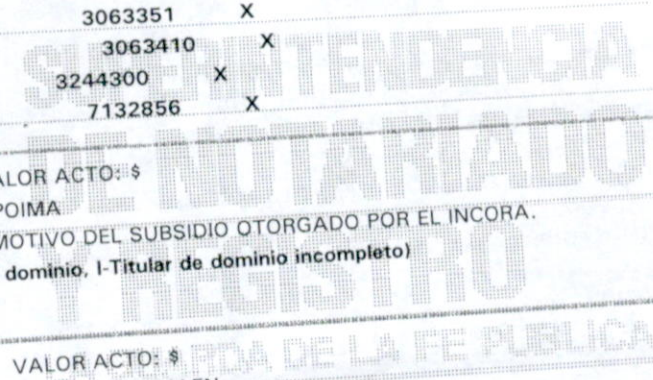 3063351 X
3063410 X
3244300 X
7132856 X
ALOR ACTO: $
POIMA
MOTIVO DEL SUBSIDIO OTORGADO POR EL INCORA.
dominio, I-Titular de dominio incompleto)
VALOR ACTO: $
SUPERINTENDENCIA
DE NOTARIADO
Y REGISTRO
LA GUARDA DE LA FE PUBLICA